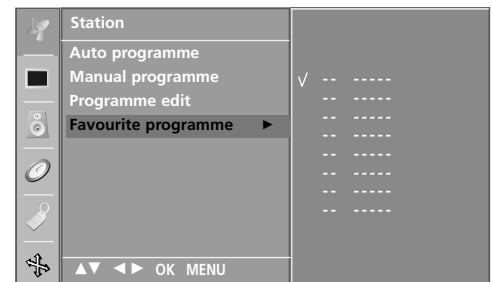 Station
Auto programme
Manual programme
Programme edit
Favourite programme ►
√ -- -----
-- -----
-- -----
-- -----
-- -----
-- -----
-- -----
-- -----
▲▼ ◄► OK MENU